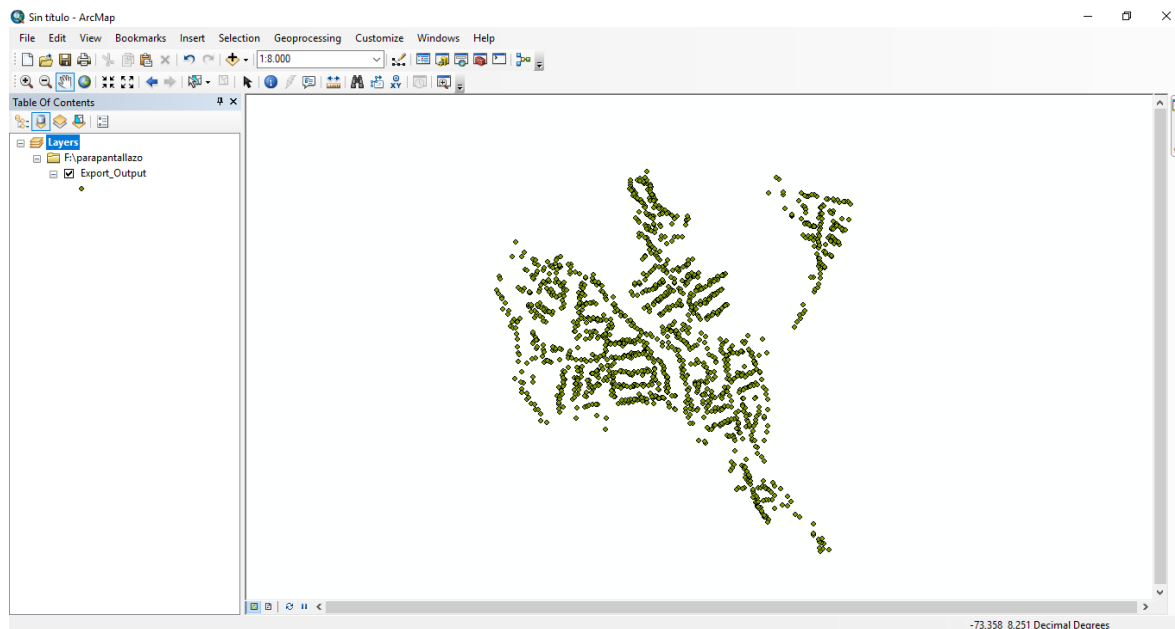 Sin título - ArcMap
File Edit View Bookmarks Insert Selection Geoprocessing Customize Windows Help
1:8.000
Table Of Contents
Layers
F:\parapantallazo
Export_Output
-73.358 8.251 Decimal Degrees